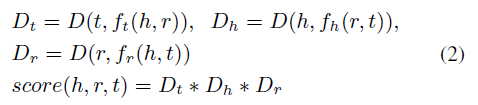 D_t = D(t, f_t(h, r)), D_h = D(h, f_h(r, t)),
D_r = D(r, f_r(h, t)) (2)
score(h, r, t) = D_t * D_h * D_r